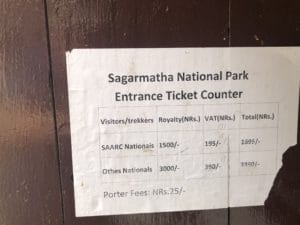 Sagarmatha National Park
Entrance Ticket Counter
Visitors/trekkers Royalty(NRs.) VAT(NRs.) Total(NRs.)
SAARC Nationals 1500/- 195/- 1695/-
Othes Nationals 3000/- 390/- 3390/-
Porter Fees: NRs.25/-